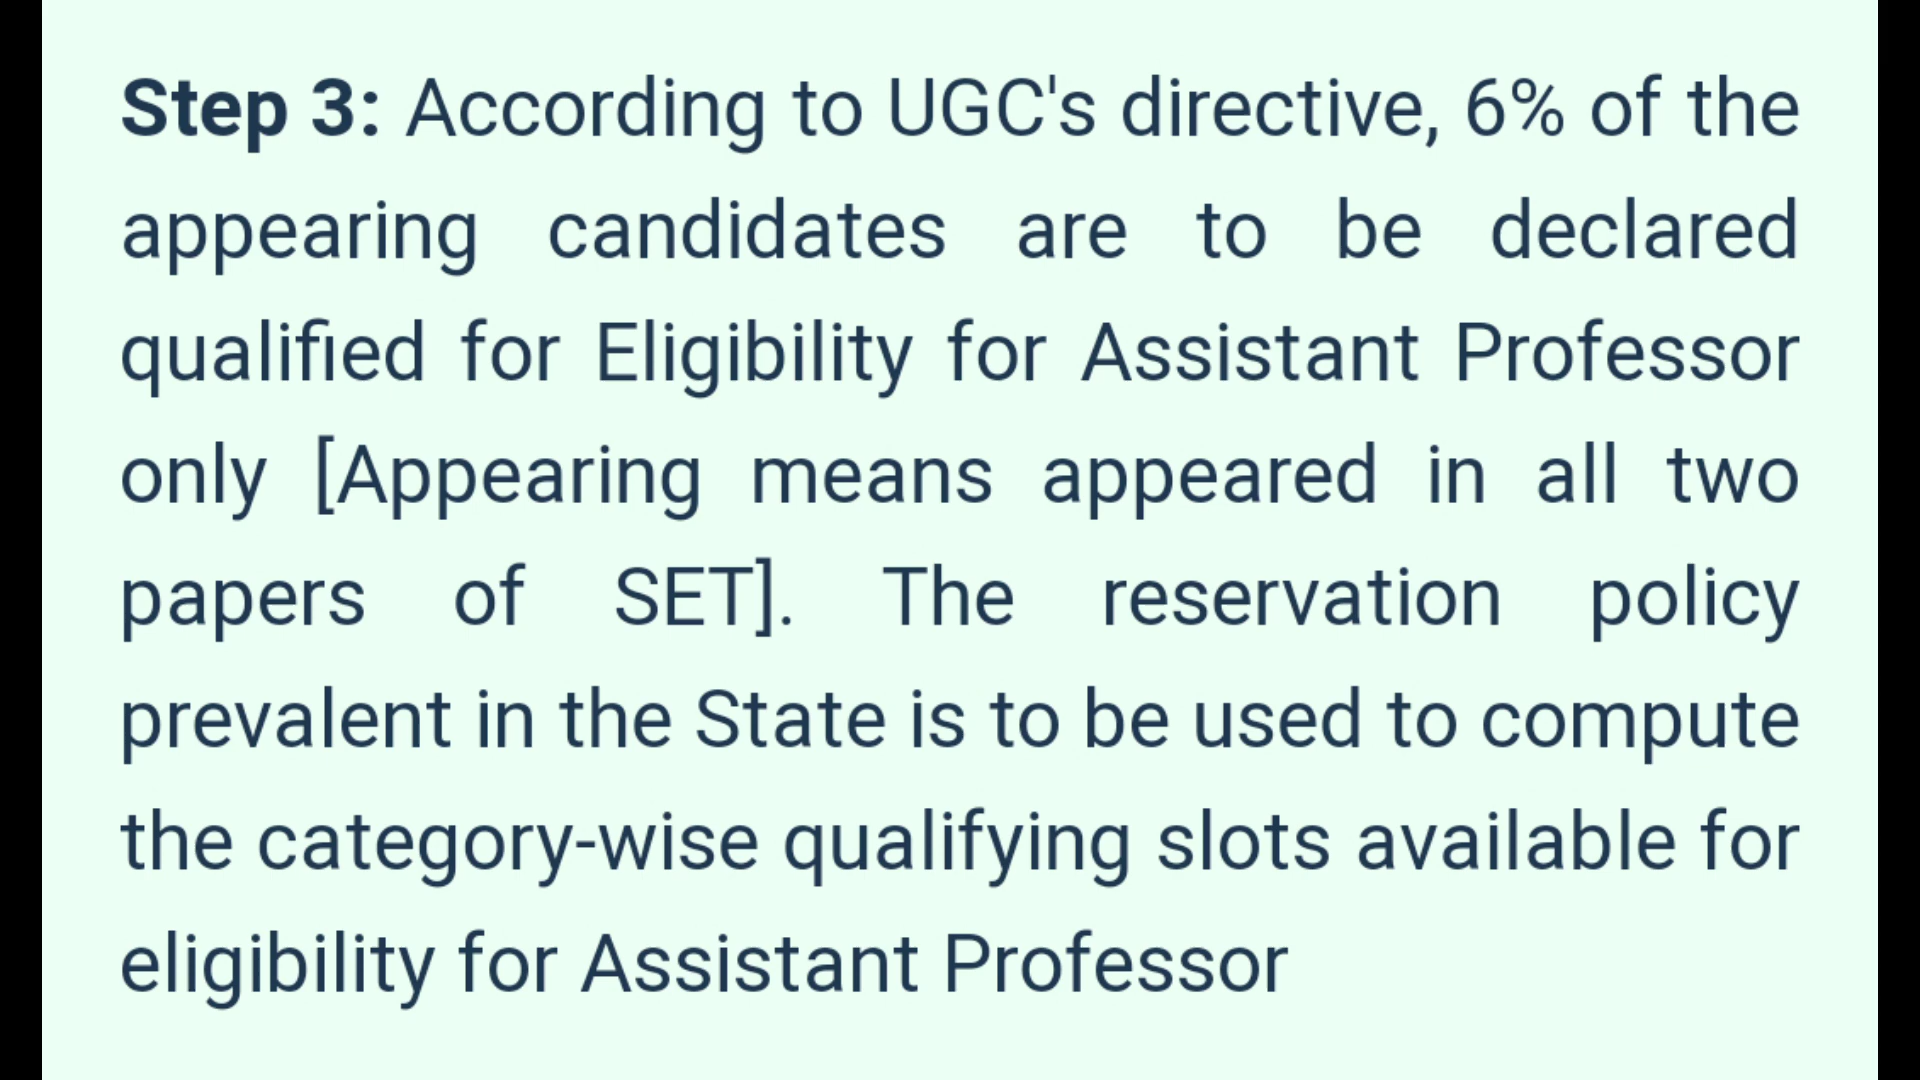 Step 3: According to UGC's directive, 6% of the
appearing candidates are to be declared
qualified for Eligibility for Assistant Professor
only [Appearing means appeared in all two
papers of SET]. The reservation policy
prevalent in the State is to be used to compute
the category-wise qualifying slots available for
eligibility for Assistant Professor